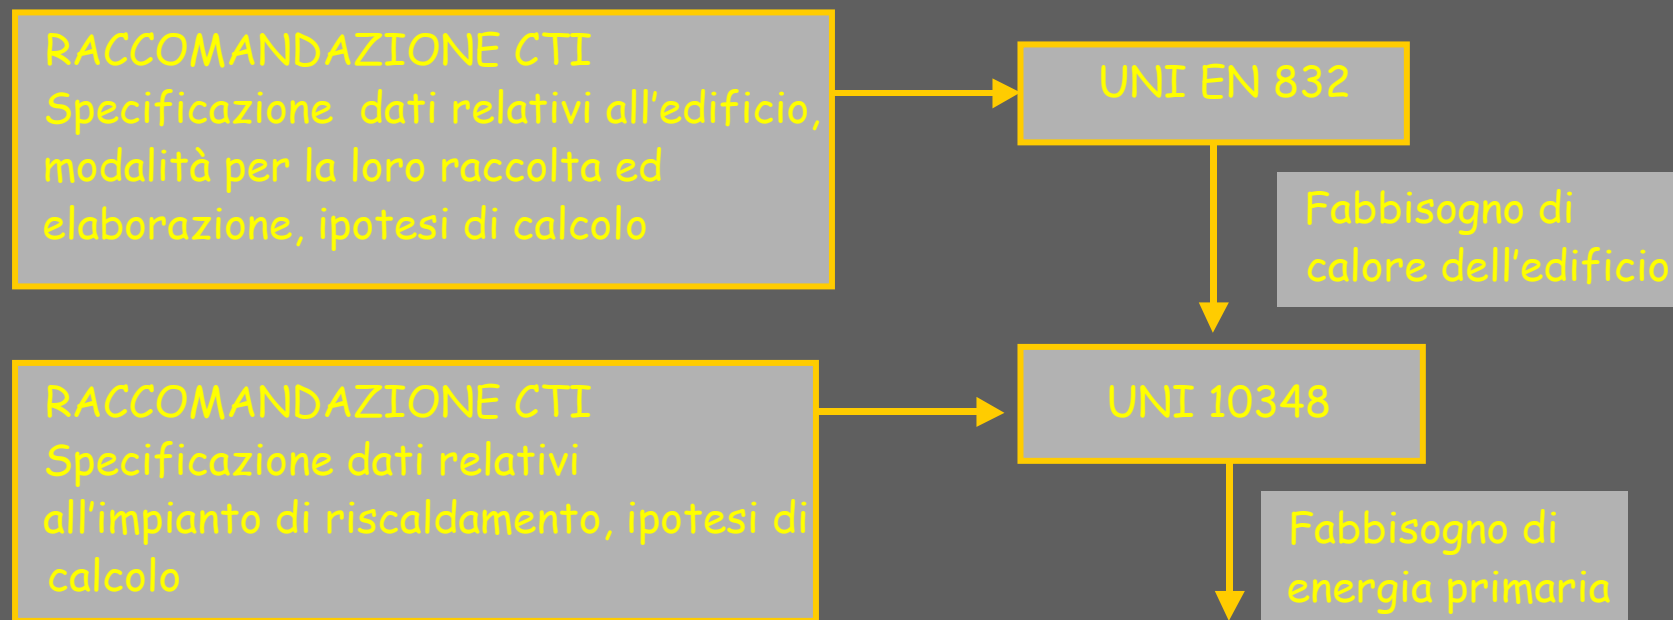 RACCOMANDAZIONE CTI
Specificazione dati relativi all'edificio,
modalità per la loro raccolta ed
elaborazione, ipotesi di calcolo
UNI EN 832
Fabbisogno di
calore dell'edificio
RACCOMANDAZIONE CTI
Specificazione dati relativi
all'impianto di riscaldamento, ipotesi di
calcolo
UNI 10348
Fabbisogno di
energia primaria